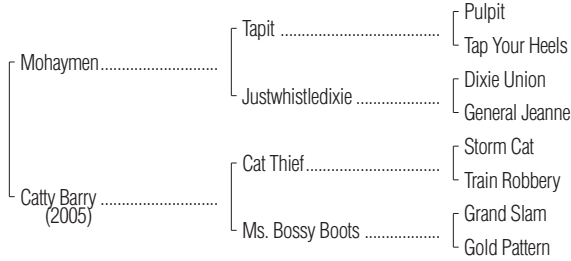 Pulpit
Tapit ........................................
Tap Your Heels
Mohaymen .............................
Dixie Union
Justwhistledixie .....................
General Jeanne
Storm Cat
Cat Thief .................................
Train Robbery
Catty Barry .............................
(2005)
Grand Slam
Ms. Bossy Boots ...................
Gold Pattern